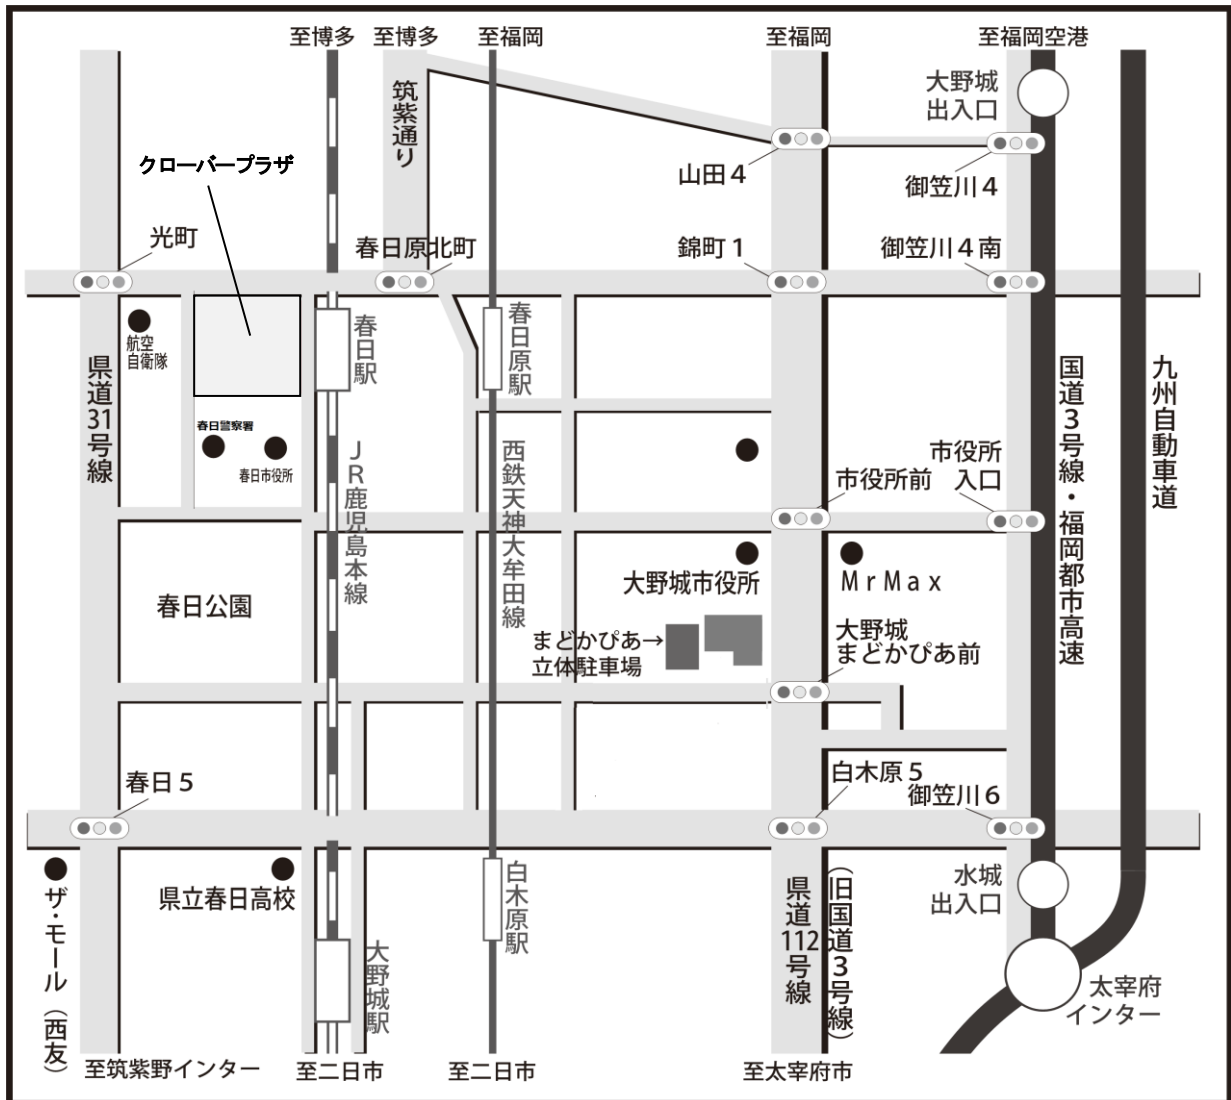 至博多
至博多
至福岡
至福岡
至福岡空港
大野城
出入口
筑紫通り
クローバープラザ
山田4
御笠川4
光町
春日原北町
錦町1
御笠川4南
航空
自衛隊
春日駅
春日原駅
県道31号線
国道3号線・福岡都市高速
九州自動車道
春日警察署
春日市役所
JR鹿児島本線
西鉄天神大牟田線
市役所前
市役所
入口
春日公園
大野城市役所
MrMax
まどかぴあ→
立体駐車場
大野城
まどかぴあ前
春日5
白木原5
御笠川6
ザ・モール(西友)
県立春日高校
大野城駅
白木原駅
県道112号線
(旧国道3号線)
水城
出入口
太宰府
インター
至筑紫野インター
至二日市
至二日市
至太宰府市